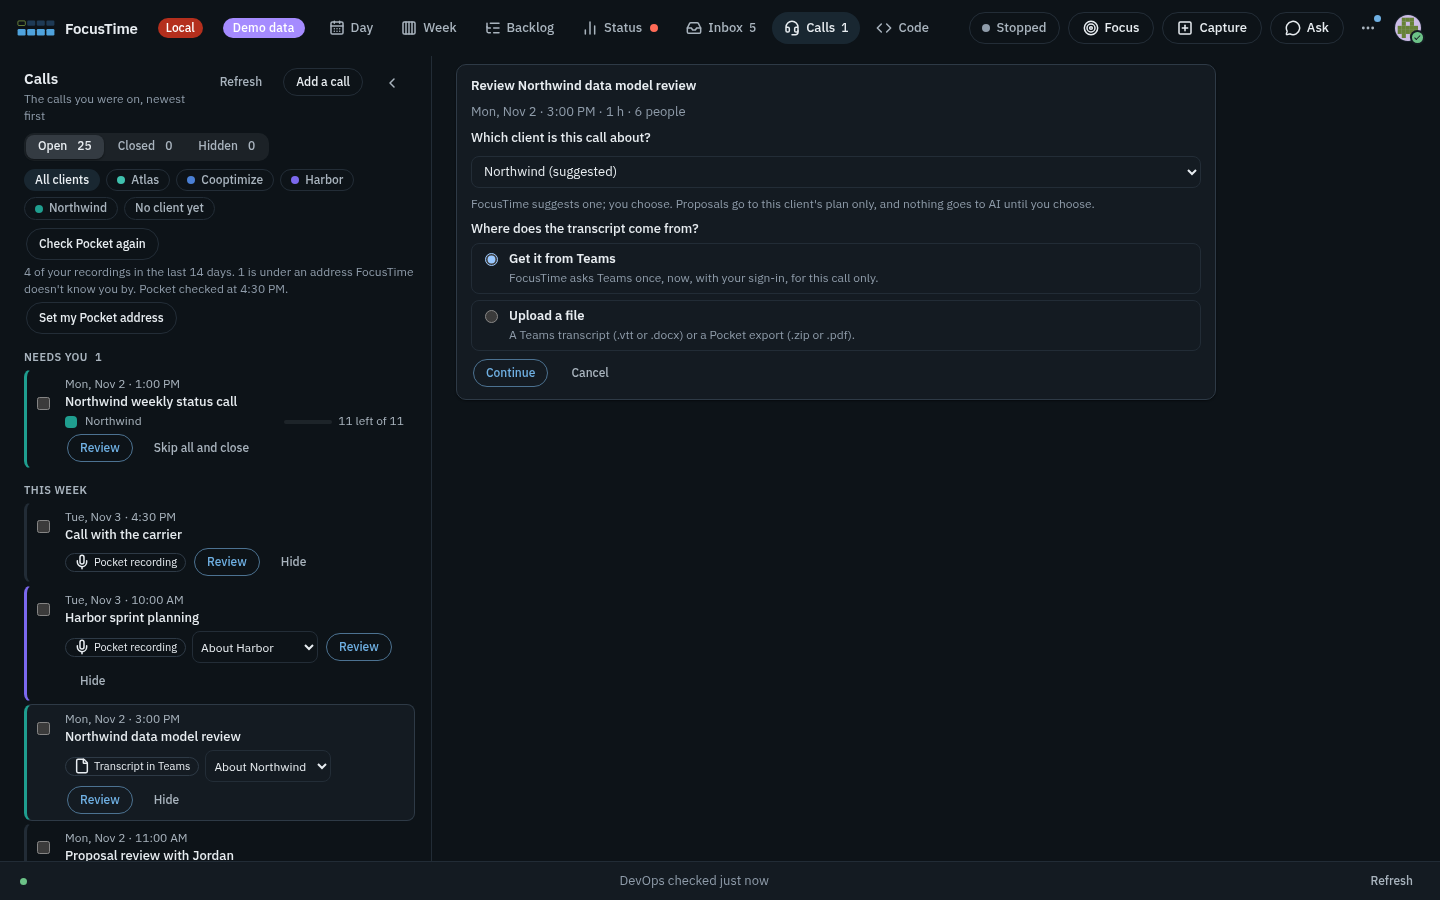 FocusTime
Local
Demo data
Day
Week
Backlog
Status
Inbox 5
Calls 1
Code
Stopped
Focus
Capture
Ask
Calls
The calls you were on, newest first
Refresh
Add a call
Open 25
Closed 0
Hidden 0
All clients
Atlas
Cooptimize
Harbor
Northwind
No client yet
Check Pocket again
4 of your recordings in the last 14 days. 1 is under an address FocusTime
doesn't know you by. Pocket checked at 4:30 PM.
Set my Pocket address
NEEDS YOU 1
Mon, Nov 2 · 1:00 PM
Northwind weekly status call
Northwind
11 left of 11
Review
Skip all and close
THIS WEEK
Tue, Nov 3 · 4:30 PM
Call with the carrier
Pocket recording
Review
Hide
Tue, Nov 3 · 10:00 AM
Harbor sprint planning
Pocket recording
About Harbor
Review
Hide
Mon, Nov 2 · 3:00 PM
Northwind data model review
Transcript in Teams
About Northwind
Review
Hide
Mon, Nov 2 · 11:00 AM
Proposal review with Jordan
Review Northwind data model review
Mon, Nov 2 · 3:00 PM · 1 h · 6 people
Which client is this call about?
Northwind (suggested)
FocusTime suggests one; you choose. Proposals go to this client's plan only, and nothing goes to AI until you choose.
Where does the transcript come from?
Get it from Teams
FocusTime asks Teams once, now, with your sign-in, for this call only.
Upload a file
A Teams transcript (.vtt or .docx) or a Pocket export (.zip or .pdf).
Continue
Cancel
DevOps checked just now
Refresh